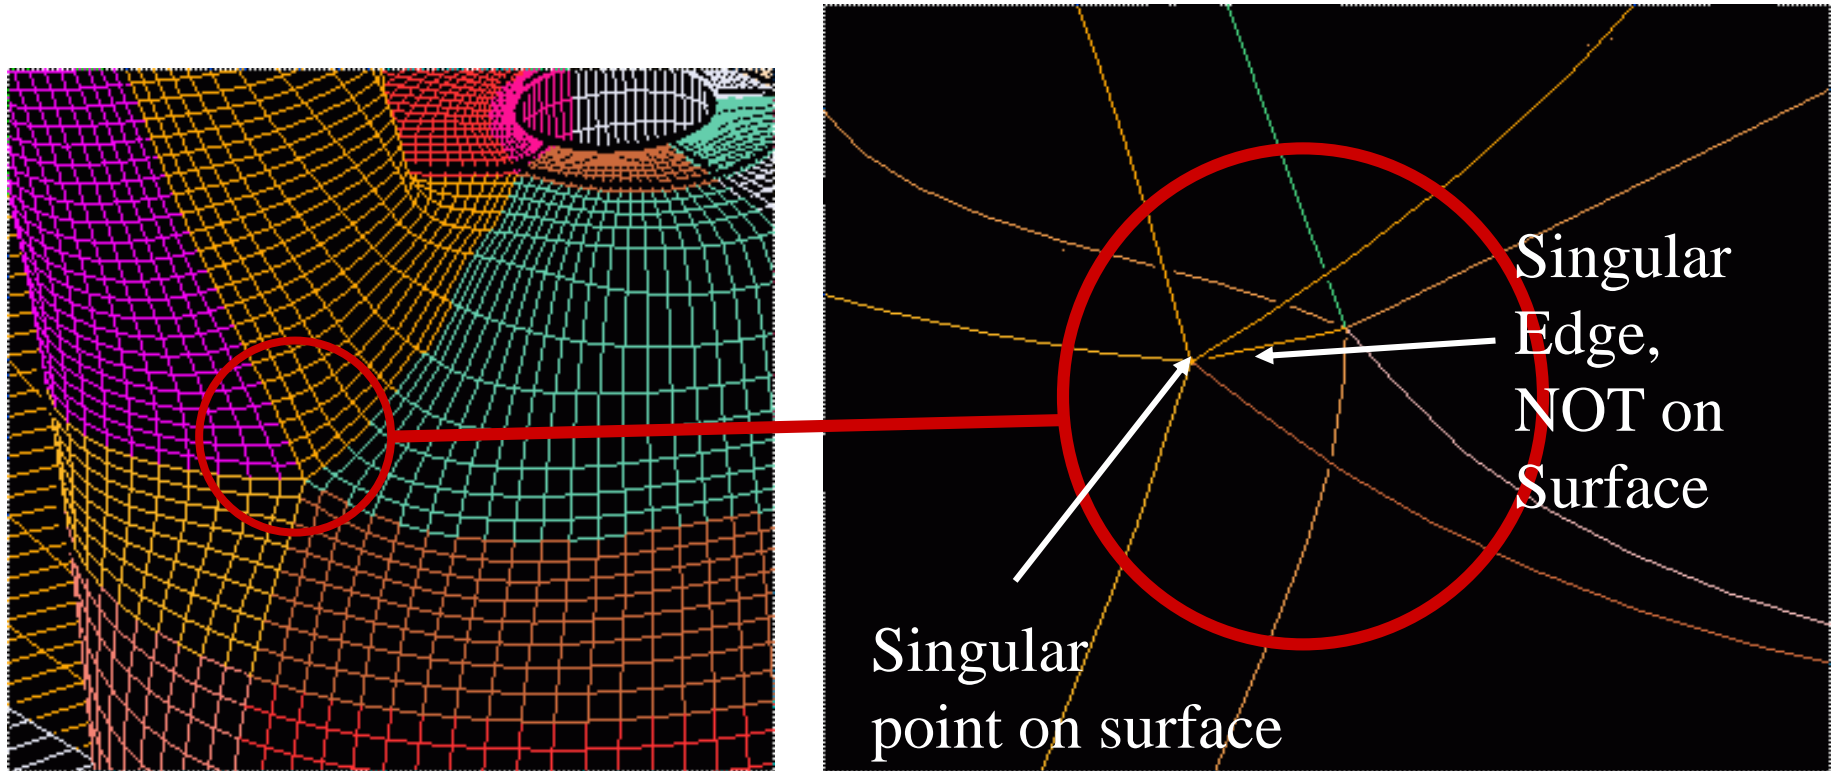 Singular
Edge,
NOT on
Surface
Singular
point on surface